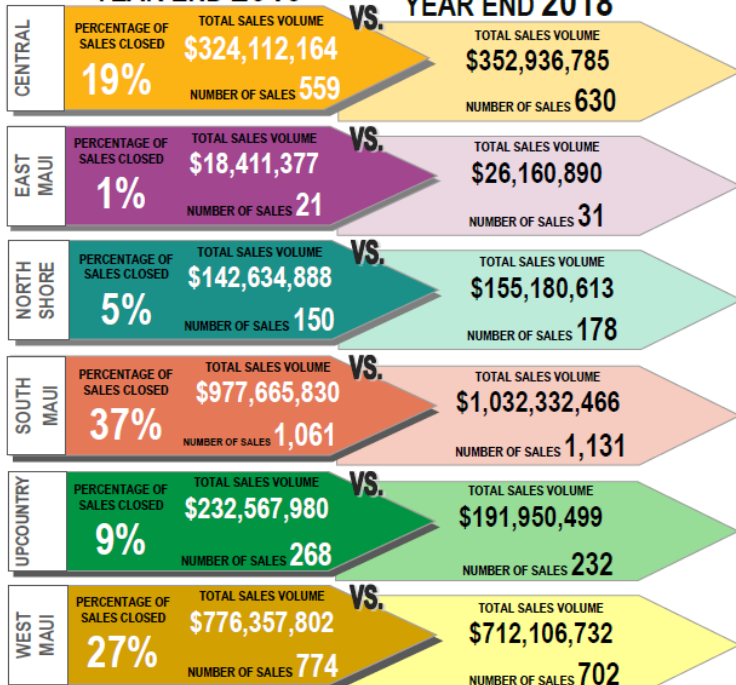 YEAR END
VS.
YEAR END 2018
CENTRAL
PERCENTAGE OF
SALES CLOSED
19%
TOTAL SALES VOLUME
$324,112,164
NUMBER OF SALES 559
TOTAL SALES VOLUME
$352,936,785
NUMBER OF SALES 630
EAST
MAUI
PERCENTAGE OF
SALES CLOSED
1%
TOTAL SALES VOLUME
$18,411,377
NUMBER OF SALES 21
VS.
TOTAL SALES VOLUME
$26,160,890
NUMBER OF SALES 31
NORTH
SHORE
PERCENTAGE OF
SALES CLOSED
5%
TOTAL SALES VOLUME
$142,634,888
NUMBER OF SALES 150
VS.
TOTAL SALES VOLUME
$155,180,613
NUMBER OF SALES 178
SOUTH
MAUI
PERCENTAGE OF
SALES CLOSED
37%
TOTAL SALES VOLUME
$977,665,830
NUMBER OF SALES 1,061
VS.
TOTAL SALES VOLUME
$1,032,332,466
NUMBER OF SALES 1,131
UPCOUNTRY
PERCENTAGE OF
SALES CLOSED
9%
TOTAL SALES VOLUME
$232,567,980
NUMBER OF SALES 268
VS.
TOTAL SALES VOLUME
$191,950,499
NUMBER OF SALES 232
WEST
MAUI
PERCENTAGE OF
SALES CLOSED
27%
TOTAL SALES VOLUME
$776,357,802
NUMBER OF SALES 774
VS.
TOTAL SALES VOLUME
$712,106,732
NUMBER OF SALES 702